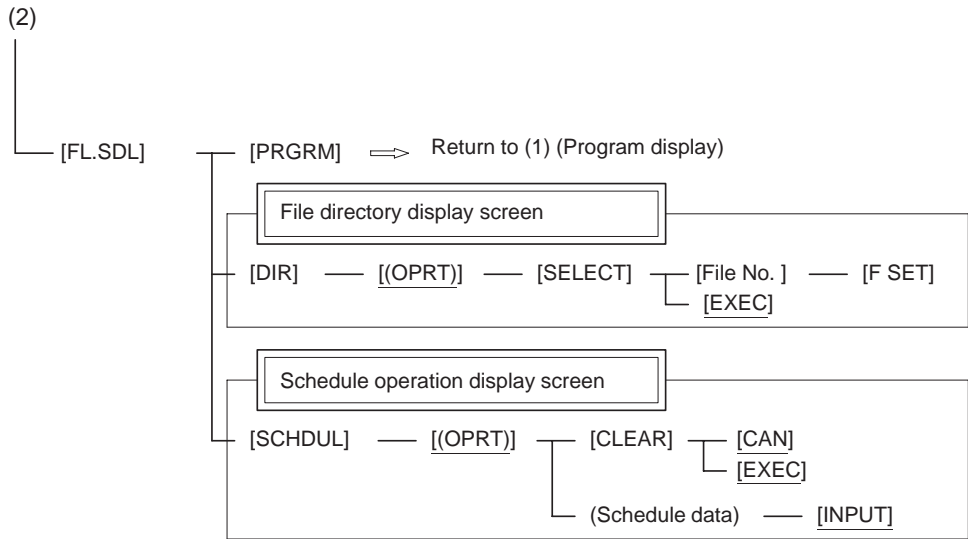 (2)
[FL.SDL] [PRGRM] Return to (1) (Program display)
File directory display screen
[DIR] [(OPRT)] [SELECT] [File No. ] [F SET]
[EXEC]
Schedule operation display screen
[SCHDUL] [(OPRT)] [CLEAR] [CAN]
[EXEC]
(Schedule data) [INPUT]